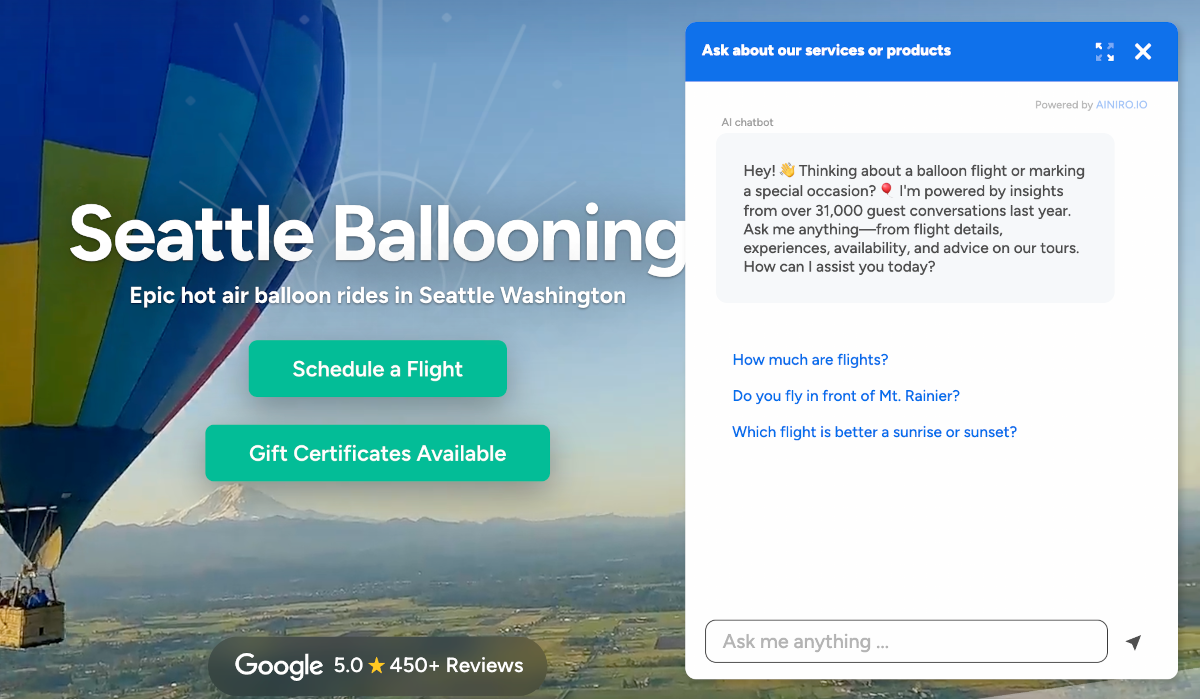 Seattle Ballooning
Epic hot air balloon rides in Seattle Washington
Schedule a Flight
Gift Certificates Available
Google 5.0 ⭐ 450+ Reviews
Ask about our services or products
Powered by AINIRO.IO
AI chatbot
Hey! 👋 Thinking about a balloon flight or marking
a special occasion? 🎈 I'm powered by insights
from over 31,000 guest conversations last year.
Ask me anything—from flight details,
experiences, availability, and advice on our tours.
How can I assist you today?
How much are flights?
Do you fly in front of Mt. Rainier?
Which flight is better a sunrise or sunset?
Ask me anything ...